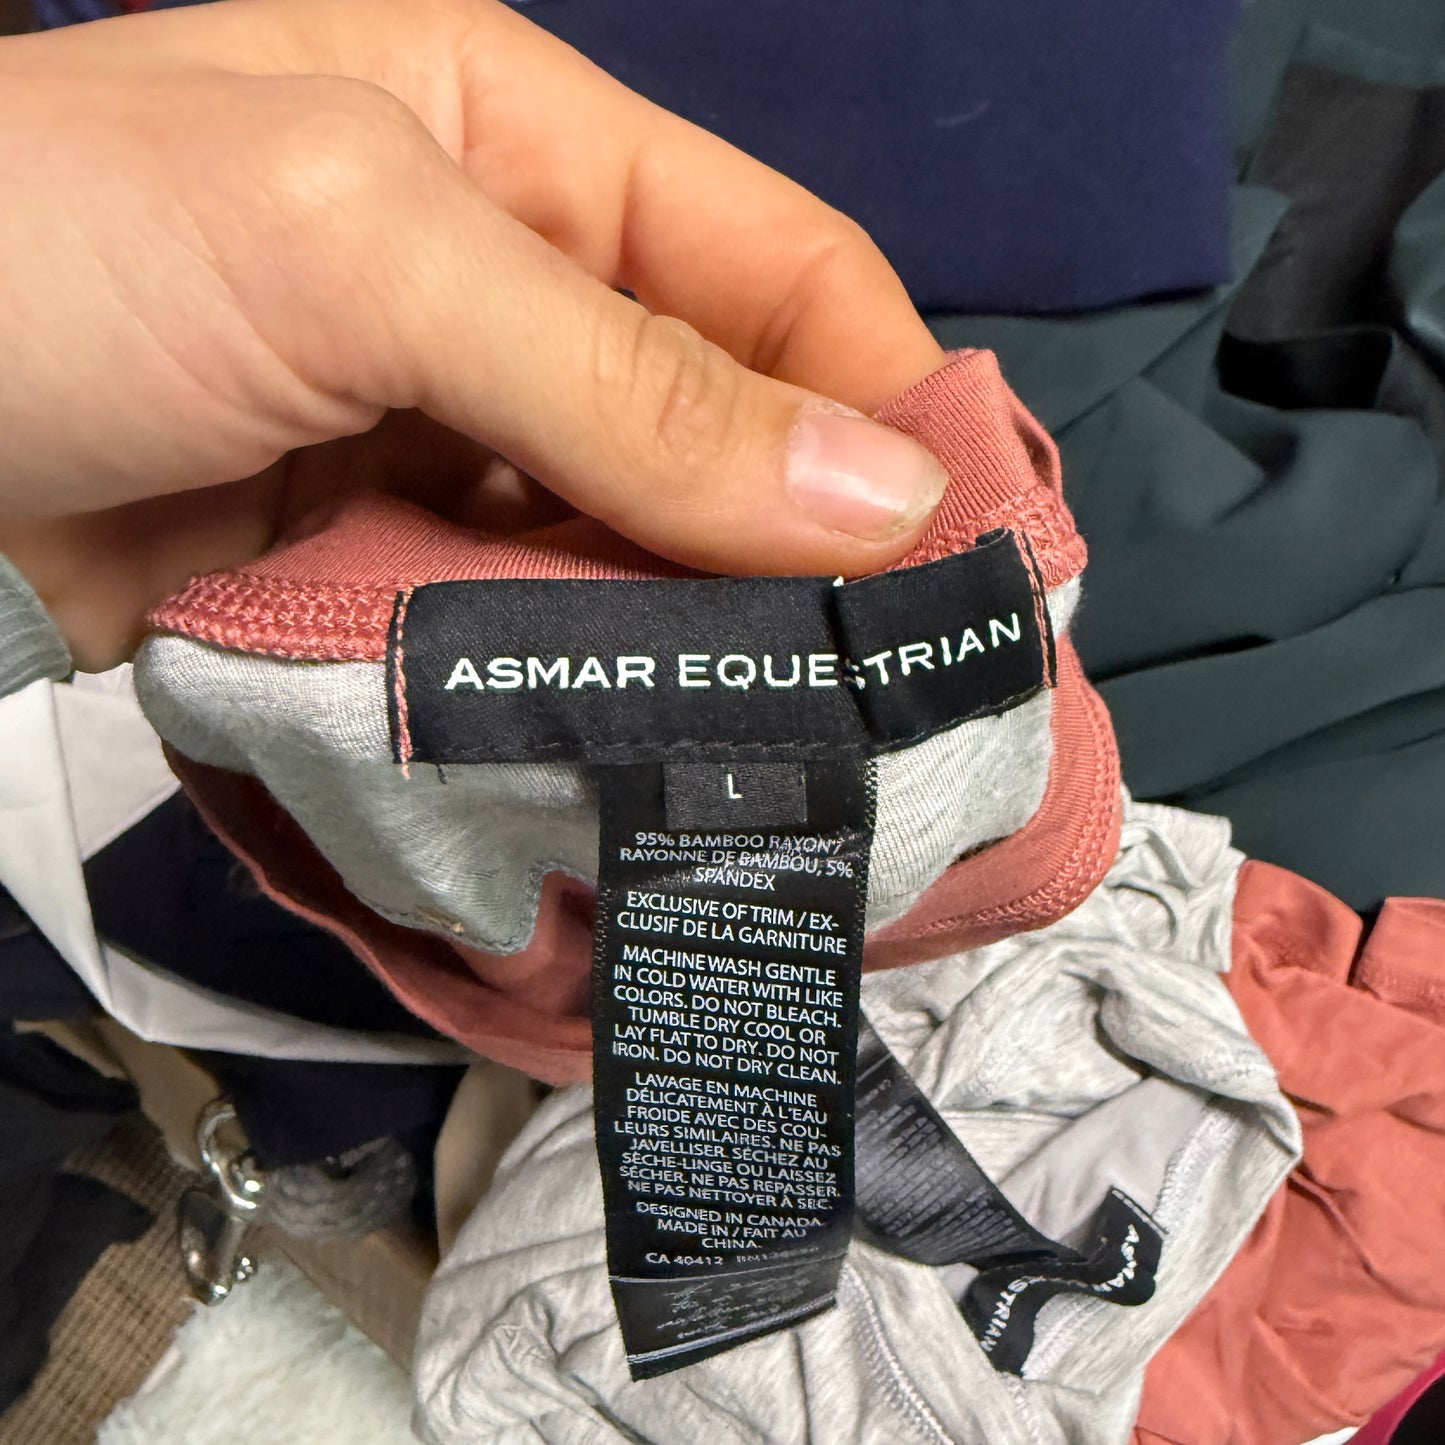 ASMAR EQUESTRIAN
L
95% BAMBOO RAYON /
RAYONNE DE BAMBOU, 5%
SPANDEX
EXCLUSIVE OF TRIM / EX-
CLUSIF DE LA GARNITURE
MACHINE WASH GENTLE
IN COLD WATER WITH LIKE
COLORS. DO NOT BLEACH.
TUMBLE DRY COOL OR
LAY FLAT TO DRY. DO NOT
IRON. DO NOT DRY CLEAN.
LAVAGE EN MACHINE
DÉLICATEMENT À L'EAU
FROIDE AVEC DES COU-
LEURS SIMILAIRES. NE PAS
JAVELLISER. SÉCHEZ AU
SÈCHE-LINGE OU LAISSEZ
SÉCHER. NE PAS REPASSER.
NE PAS NETTOYER À SEC.
DESIGNED IN CANADA.
MADE IN / FAIT AU
CHINA.
CA 40412
ASMAR
STRIAN